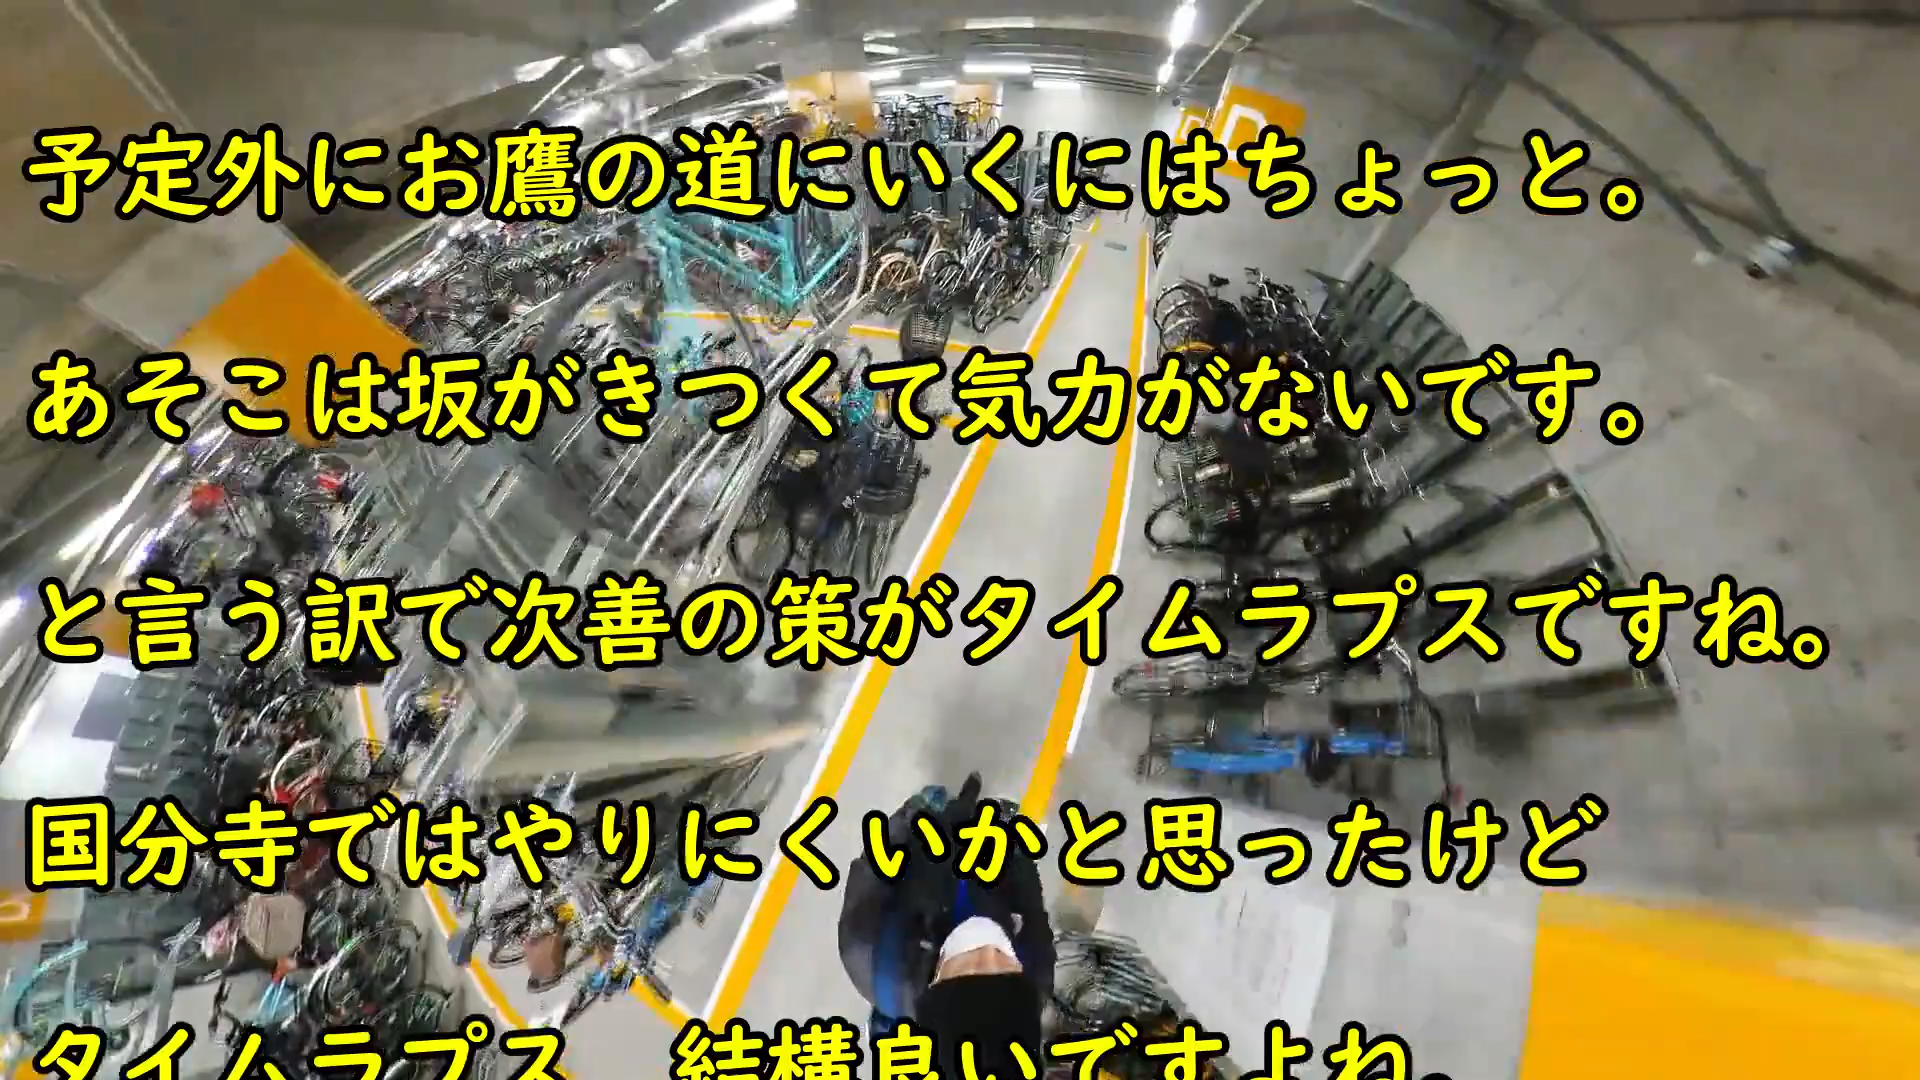 予定外にお鷹の道にいくにはちょっと。
あそこは坂がきつくて気力がないです。
と言う訳で次善の策がタイムラプスですね。
国分寺ではやりにくいかと思ったけど
タイムラプス　結構良いですよね。
D